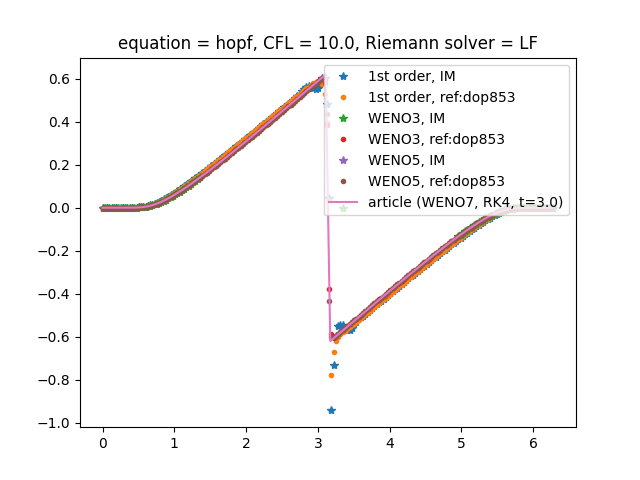 equation = hopf, CFL = 10.0, Riemann solver = LF
0.6
0.4
0.2
0.0
−0.2
−0.4
−0.6
−0.8
−1.0
1st order, IM
1st order, ref:dop853
WENO3, IM
WENO3, ref:dop853
WENO5, IM
WENO5, ref:dop853
article (WENO7, RK4, t=3.0)
0 1 2 3 4 5 6